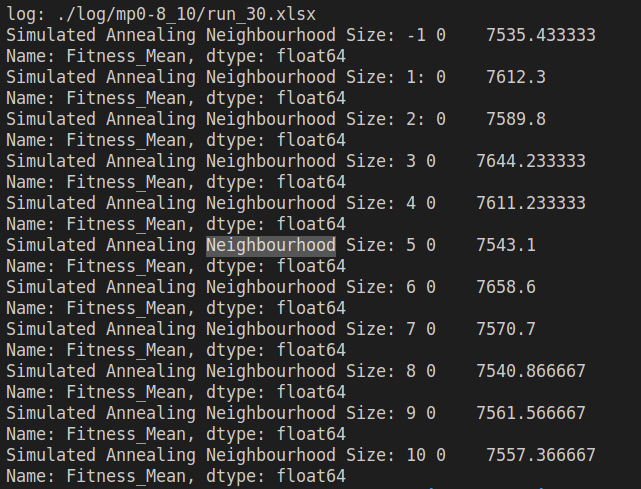 log: ./log/mp0-8_10/run_30.xlsx
Simulated Annealing Neighbourhood Size: -1 0    7535.433333
Name: Fitness_Mean, dtype: float64
Simulated Annealing Neighbourhood Size: 1: 0    7612.3
Name: Fitness_Mean, dtype: float64
Simulated Annealing Neighbourhood Size: 2: 0    7589.8
Name: Fitness_Mean, dtype: float64
Simulated Annealing Neighbourhood Size: 3 0    7644.233333
Name: Fitness_Mean, dtype: float64
Simulated Annealing Neighbourhood Size: 4 0    7611.233333
Name: Fitness_Mean, dtype: float64
Simulated Annealing Neighbourhood Size: 5 0    7543.1
Name: Fitness_Mean, dtype: float64
Simulated Annealing Neighbourhood Size: 6 0    7658.6
Name: Fitness_Mean, dtype: float64
Simulated Annealing Neighbourhood Size: 7 0    7570.7
Name: Fitness_Mean, dtype: float64
Simulated Annealing Neighbourhood Size: 8 0    7540.866667
Name: Fitness_Mean, dtype: float64
Simulated Annealing Neighbourhood Size: 9 0    7561.566667
Name: Fitness_Mean, dtype: float64
Simulated Annealing Neighbourhood Size: 10 0    7557.366667
Name: Fitness_Mean, dtype: float64